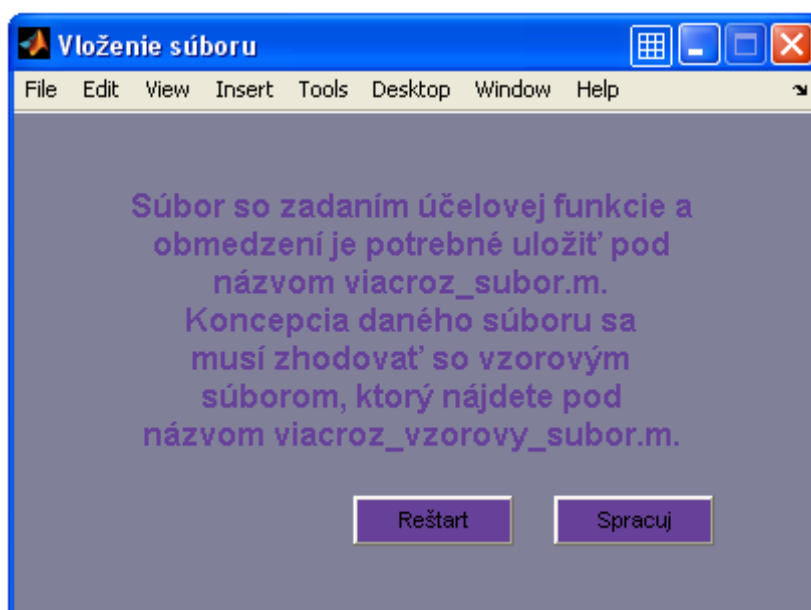 Vloženie súboru
File Edit View Insert Tools Desktop Window Help
Súbor so zadaním účelovej funkcie a
obmedzení je potrebné uložiť pod
názvom viacroz_subor.m.
Koncepcia daného súboru sa
musí zhodovať so vzorovým
súborom, ktorý nájdete pod
názvom viacroz_vzorovy_subor.m.
Reštart Spracuj